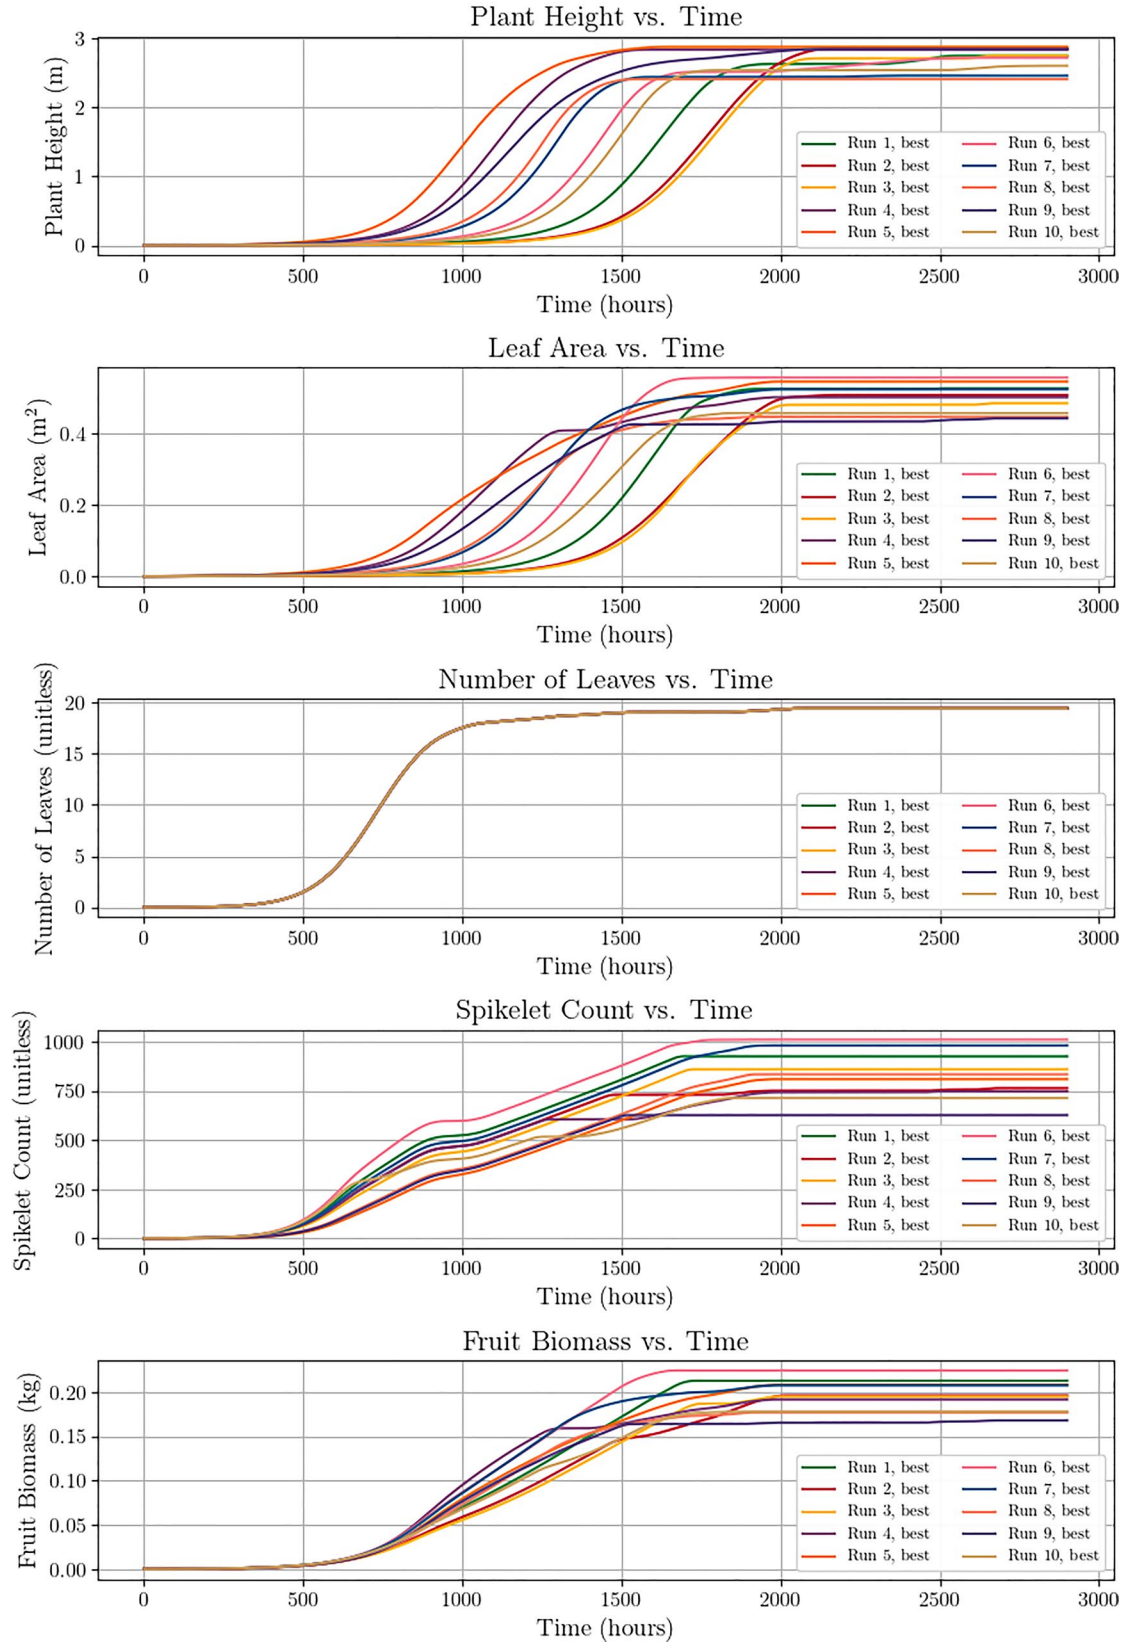 Plant Height vs. Time
Plant Height (m)
3
2
1
0
Run 1, best
Run 2, best
Run 3, best
Run 4, best
Run 5, best
Run 6, best
Run 7, best
Run 8, best
Run 9, best
Run 10, best
0 500 1000 1500 2000 2500 3000
Time (hours)
Leaf Area vs. Time
Leaf Area (m²)
0.4
0.2
0.0
Run 1, best
Run 2, best
Run 3, best
Run 4, best
Run 5, best
Run 6, best
Run 7, best
Run 8, best
Run 9, best
Run 10, best
0 500 1000 1500 2000 2500 3000
Time (hours)
Number of Leaves vs. Time
Number of Leaves (unitless)
20
15
10
5
0
Run 1, best
Run 2, best
Run 3, best
Run 4, best
Run 5, best
Run 6, best
Run 7, best
Run 8, best
Run 9, best
Run 10, best
0 500 1000 1500 2000 2500 3000
Time (hours)
Spikelet Count vs. Time
Spikelet Count (unitless)
1000
750
500
250
0
Run 1, best
Run 2, best
Run 3, best
Run 4, best
Run 5, best
Run 6, best
Run 7, best
Run 8, best
Run 9, best
Run 10, best
0 500 1000 1500 2000 2500 3000
Time (hours)
Fruit Biomass vs. Time
Fruit Biomass (kg)
0.20
0.15
0.10
0.05
0.00
Run 1, best
Run 2, best
Run 3, best
Run 4, best
Run 5, best
Run 6, best
Run 7, best
Run 8, best
Run 9, best
Run 10, best
0 500 1000 1500 2000 2500 3000
Time (hours)